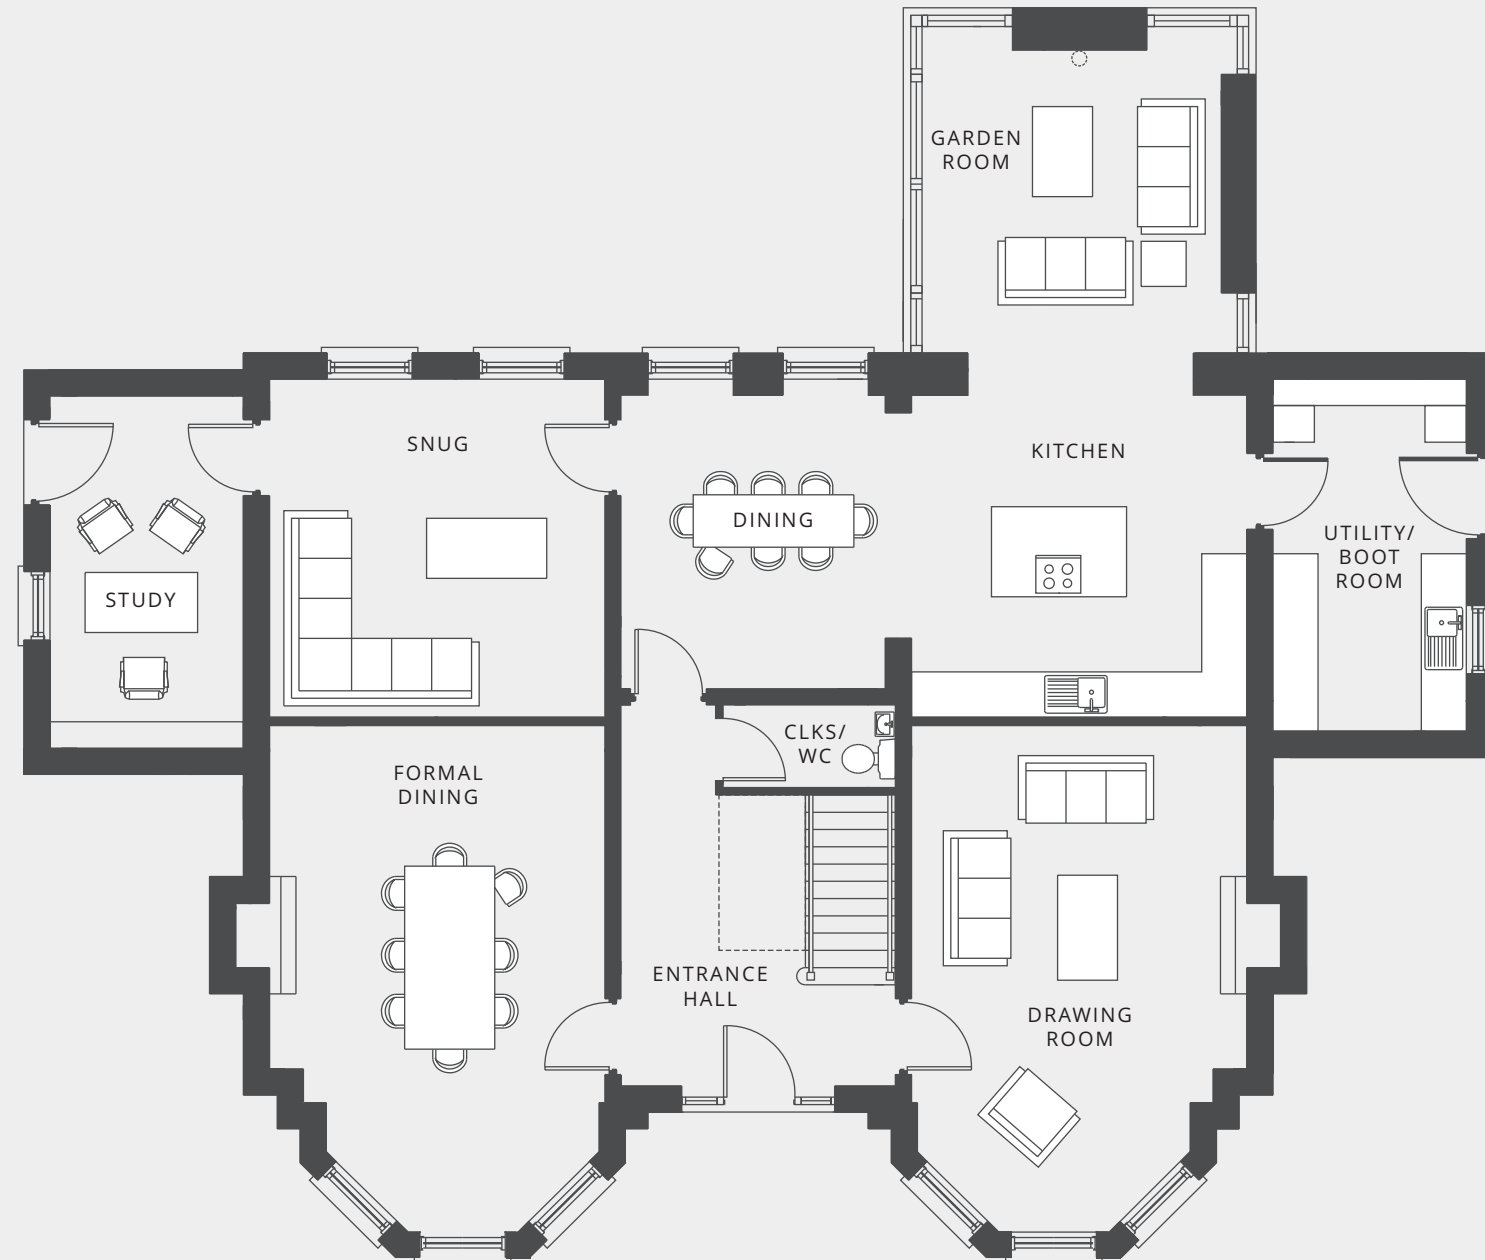 GARDEN
ROOM
SNUG
KITCHEN
DINING
UTILITY/
BOOT
ROOM
STUDY
CLKS/
WC
FORMAL
DINING
ENTRANCE
HALL
DRAWING
ROOM